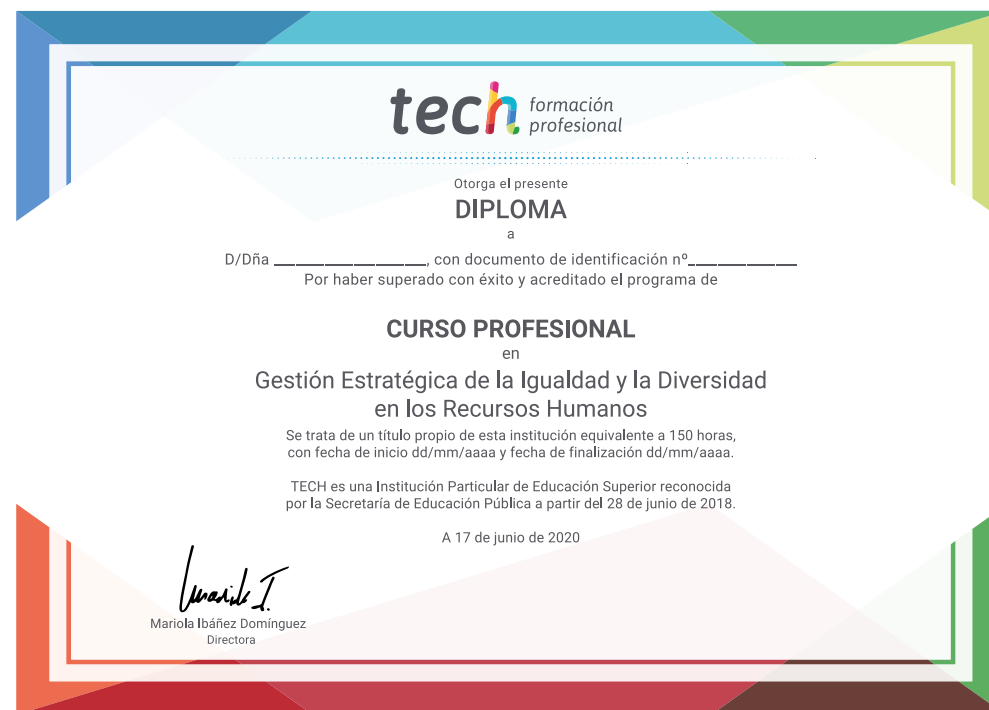 tech formación
profesional
Otorga el presente
DIPLOMA
a
D/Dña __________________, con documento de identificación nº_____________
Por haber superado con éxito y acreditado el programa de
CURSO PROFESIONAL
en
Gestión Estratégica de la Igualdad y la Diversidad
en los Recursos Humanos
Se trata de un título propio de esta institución equivalente a 150 horas,
con fecha de inicio dd/mm/aaaa y fecha de finalización dd/mm/aaaa.
TECH es una Institución Particular de Educación Superior reconocida
por la Secretaría de Educación Pública a partir del 28 de junio de 2018.
A 17 de junio de 2020
Mariola I.
Mariola Ibáñez Domínguez
Directora